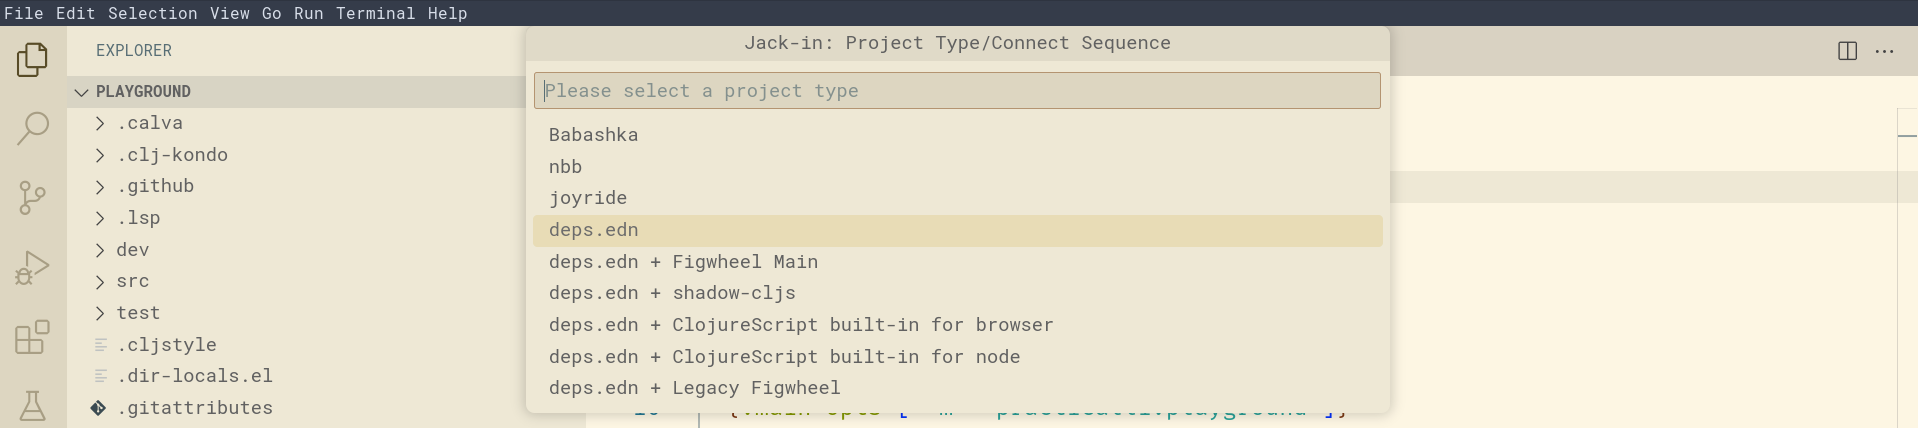 File Edit Selection View Go Run Terminal Help
EXPLORER
PLAYGROUND
.calva
.clj-kondo
.github
.lsp
dev
src
test
.cljstyle
.dir-locals.el
.gitattributes
Jack-in: Project Type/Connect Sequence
Please select a project type
Babashka
nbb
joyride
deps.edn
deps.edn + Figwheel Main
deps.edn + shadow-cljs
deps.edn + ClojureScript built-in for browser
deps.edn + ClojureScript built-in for node
deps.edn + Legacy Figwheel